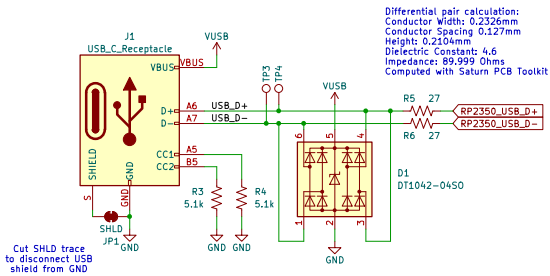 Differential pair calculation:
Conductor Width: 0.2326mm
Conductor Spacing 0.127mm
Height: 0.2104mm
Dielectric Constant: 4.6
Impedance: 89.999 Ohms
Computed with Saturn PCB Toolkit
J1
USB_C_Receptacle
VUSB
VBUS
VBUS
TP3
TP4
VUSB
R5
27
D+
A6
USB_D+
RP2350_USB_D+
D-
A7
USB_D-
RP2350_USB_D-
R6
27
6
5
4
CC1
A5
CC2
B5
SHIELD
GND
D1
DT1042-04SO
R3
5.1k
R4
5.1k
S
GND
1
2
3
SHLD
JP1
GND
GND
GND
GND
Cut SHLD trace
to disconnect USB
shield from GND